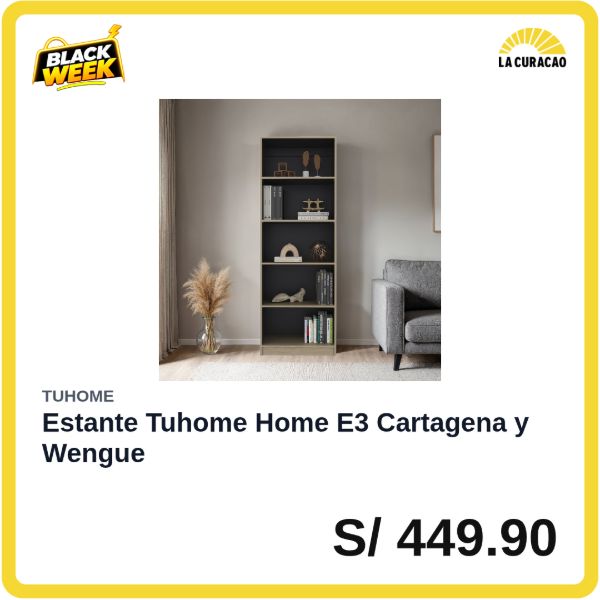 BLACK
WEEK
LA CURACAO
TUHOME
Estante Tuhome Home E3 Cartagena y
Wengue
S/ 449.90